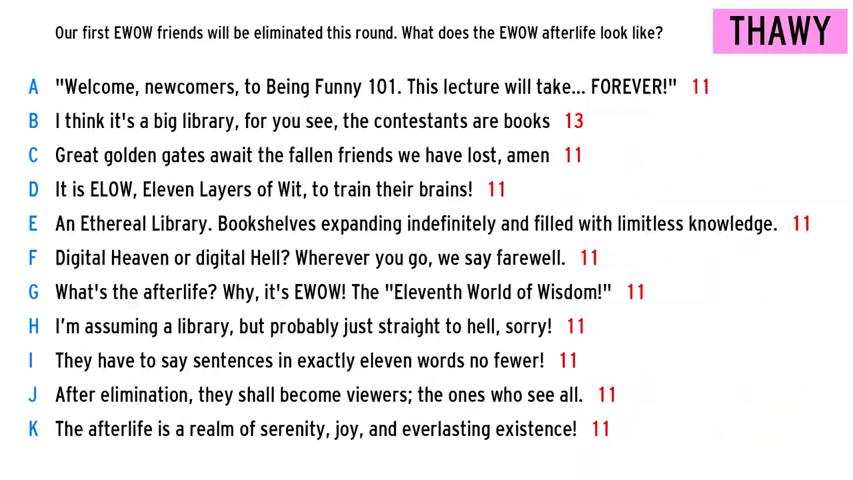 Our first EWOW friends will be eliminated this round. What does the EWOW afterlife look like?
THAWY
A "Welcome, newcomers, to Being Funny 101. This lecture will take... FOREVER!" 11
B I think it's a big library, for you see, the contestants are books 13
C Great golden gates await the fallen friends we have lost, amen 11
D It is ELOW, Eleven Layers of Wit, to train their brains! 11
E An Ethereal Library. Bookshelves expanding indefinitely and filled with limitless knowledge. 11
F Digital Heaven or digital Hell? Wherever you go, we say farewell. 11
G What's the afterlife? Why, it's EWOW! The "Eleventh World of Wisdom!" 11
H I'm assuming a library, but probably just straight to hell, sorry! 11
I They have to say sentences in exactly eleven words no fewer! 11
J After elimination, they shall become viewers; the ones who see all. 11
K The afterlife is a realm of serenity, joy, and everlasting existence! 11